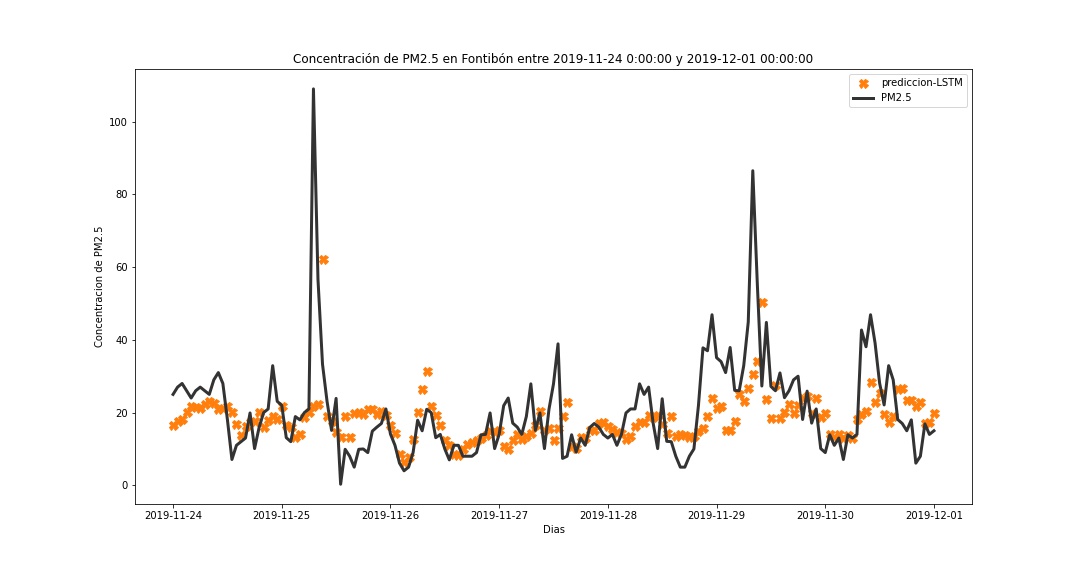 Concentración de PM2.5 en Fontibón entre 2019-11-24 0:00:00 y 2019-12-01 00:00:00
prediccion-LSTM
PM2.5
Concentracion de PM2.5
100
80
60
40
20
0
2019-11-24 2019-11-25 2019-11-26 2019-11-27 2019-11-28 2019-11-29 2019-11-30 2019-12-01
Dias